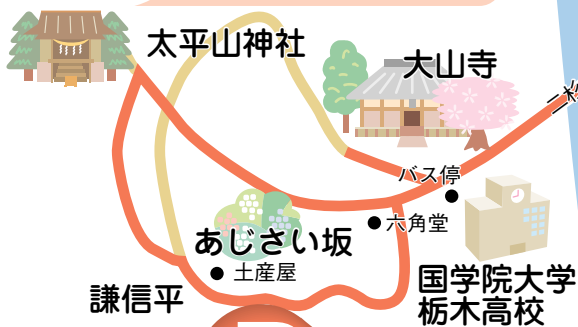 太平山神社
大山寺
バス停
六角堂
あじさい坂
土産屋
謙信平
国学院大学
栃木高校